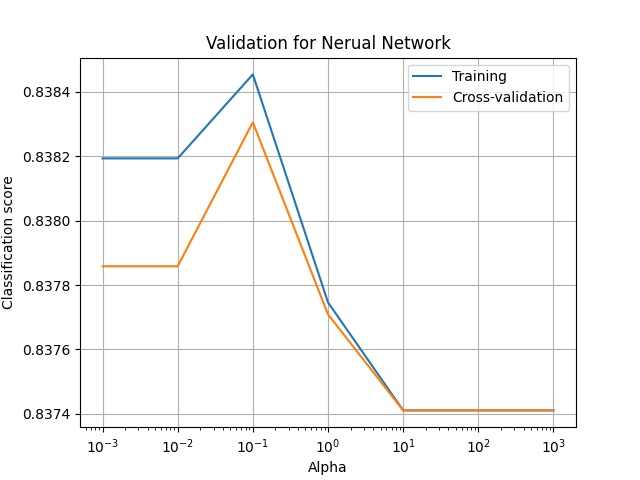 Validation for Nerual Network
Training
Cross-validation
Classification score
0.8384
0.8382
0.8380
0.8378
0.8376
0.8374
10⁻³ 10⁻² 10⁻¹ 10⁰ 10¹ 10² 10³
Alpha